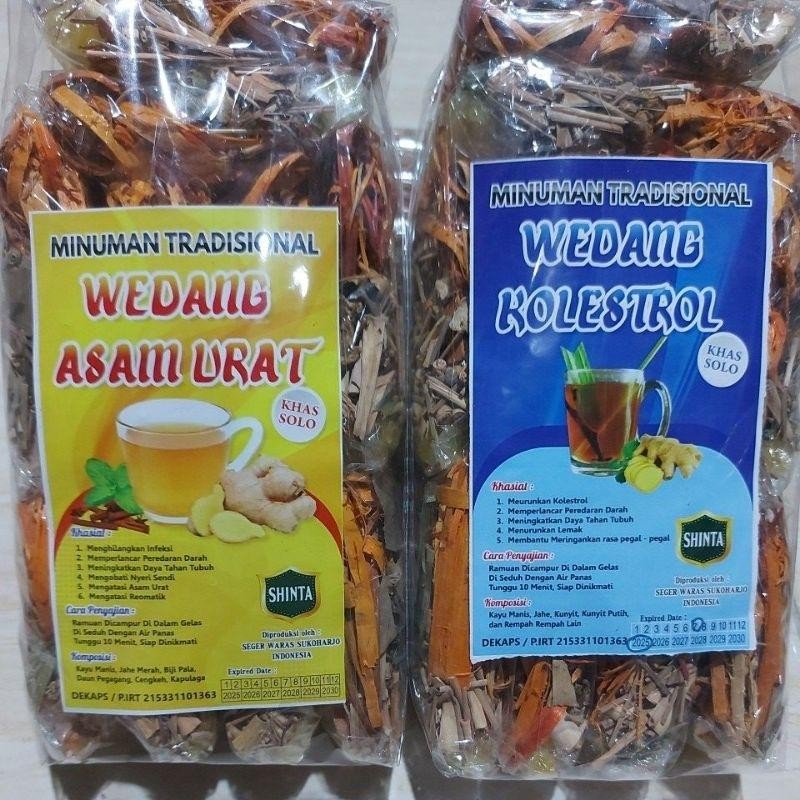 MINUMAN TRADISIONAL
WEDANG
ASAM URAT
KHAS
SOLO
Khasiat :
1. Menghilangkan Infeksi
2. Memperlancar Peredaran Darah
3. Meningkatkan Daya Tahan Tubuh
4. Mengobati Nyeri Sendi
5. Mengatasi Asam Urat
6. Mengatasi Reomatik
Cara Penyajian :
Ramuan Dicampur Di Dalam Gelas
Di Seduh Dengan Air Panas
Tunggu 10 Menit, Siap Dinikmati
Komposisi :
Kayu Manis, Jahe Merah, Biji Pala,
Daun Pegagang, Cengkeh, Kapulaga
DEKAPS / P.IRT 215331101363
SHINTA
Diproduksi oleh :
SEGER WARAS SUKOHARJO
INDONESIA
Expired Date :
1 2 3 4 5 6 7 8 9 10 11 12
2025 2026 2027 2028 2029 2030
MINUMAN TRADISIONAL
WEDANG
KOLESTROL
KHAS
SOLO
Khasiat :
1. Meurunkan Kolestrol
2. Memperlancar Peredaran Darah
3. Meningkatkan Daya Tahan Tubuh
4. Menurunkan Lemak
5. Membantu Meringankan rasa pegal - pegal
Cara Penyajian :
Ramuan Dicampur Di Dalam Gelas
Di Seduh Dengan Air Panas
Tunggu 10 Menit, Siap Dinikmati
Komposisi :
Kayu Manis, Jahe, Kunyit, Kunyit Putih,
dan Rempah Rempah Lain
DEKAPS / P.IRT 215331101363
SHINTA
Diproduksi oleh :
SEGER WARAS SUKOHARJO
INDONESIA
Expired Date :
1 2 3 4 5 6 7 8 9 10 11 12
2025 2026 2027 2028 2029 2030